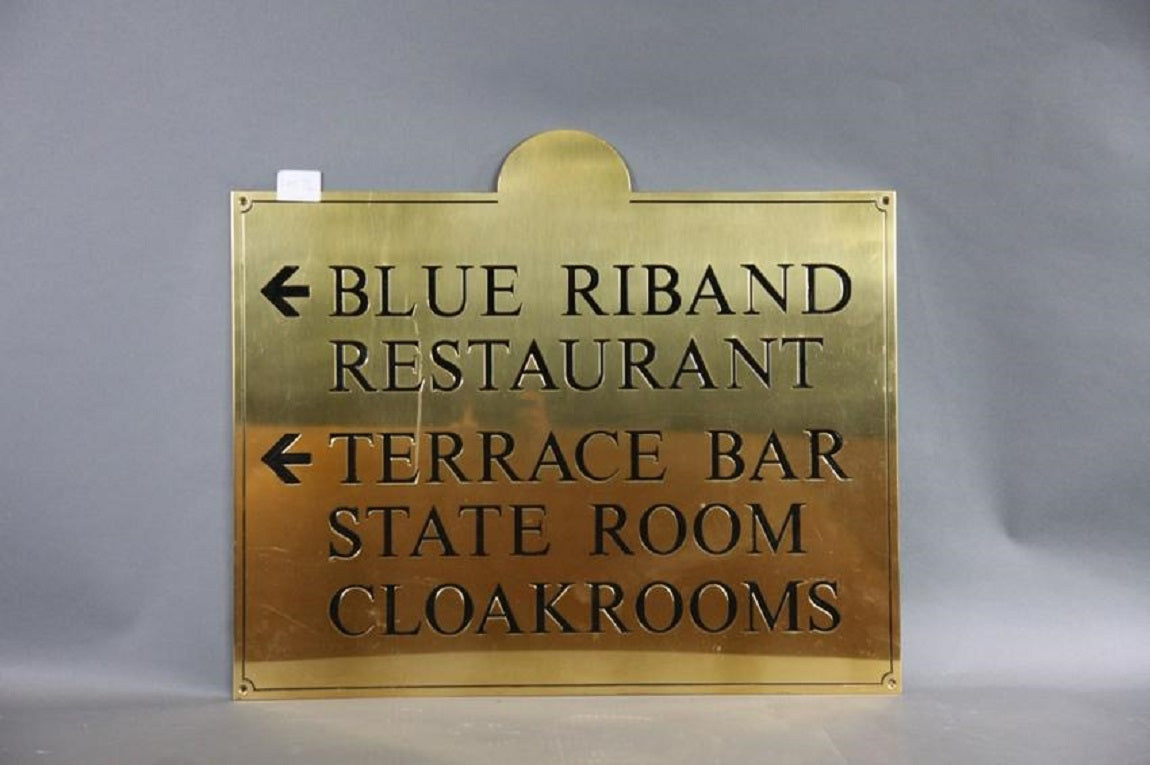 ← BLUE RIBAND
RESTAURANT
← TERRACE BAR
STATE ROOM
CLOAKROOMS